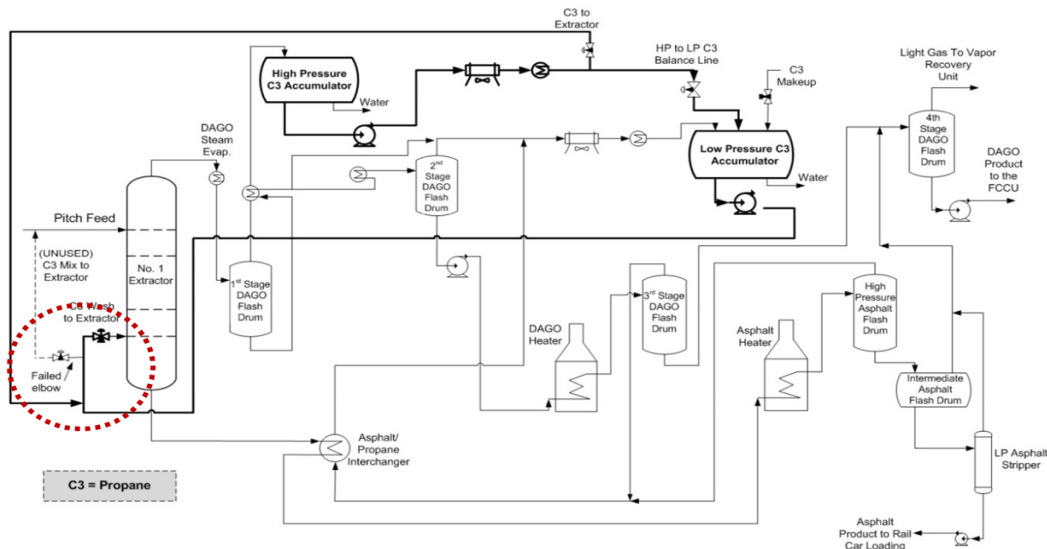 C3 to
Extractor
High Pressure
C3 Accumulator
Water
HP to LP C3
Balance Line
C3
Makeup
Light Gas To Vapor
Recovery
Unit
4th
Stage
DAGO
Flash
Drum
DAGO
Product
to the
FCCU
DAGO
Steam
Evap.
2nd
Stage
DAGO
Flash
Drum
Low Pressure C3
Accumulator
Water
Pitch Feed
(UNUSED)
C3 Mix to
Extractor
No. 1
Extractor
C3 Wash
to Extractor
Failed
elbow
1st Stage
DAGO
Flash
Drum
3rd Stage
DAGO
Flash
Drum
High
Pressure
Asphalt
Flash
Drum
DAGO
Heater
Asphalt
Heater
Intermediate
Asphalt
Flash Drum
Asphalt/
Propane
Interchanger
LP Asphalt
Stripper
C3 = Propane
Asphalt
Product to Rail
Car Loading